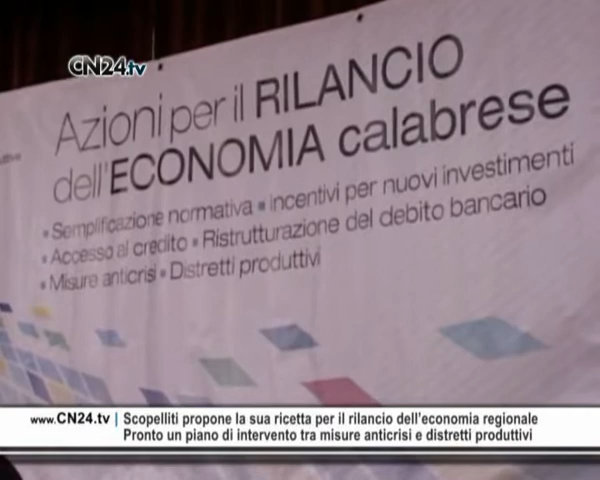 CN24.tv
Azioni per il RILANCIO
dell'ECONOMIA calabrese
▪ Semplificazione normativa ▪ incentivi per nuovi investimenti
▪ Accesso al credito ▪ Ristrutturazione del debito bancario
▪ Misure anticrisi ▪ Distretti produttivi
www.CN24.tv | Scopelliti propone la sua ricetta per il rilancio dell'economia regionale
Pronto un piano di intervento tra misure anticrisi e distretti produttivi